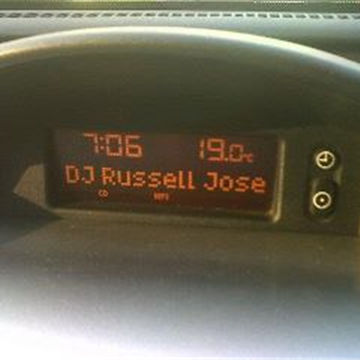 7:06 19.0°c
DJ Russell Jose
CD MP3